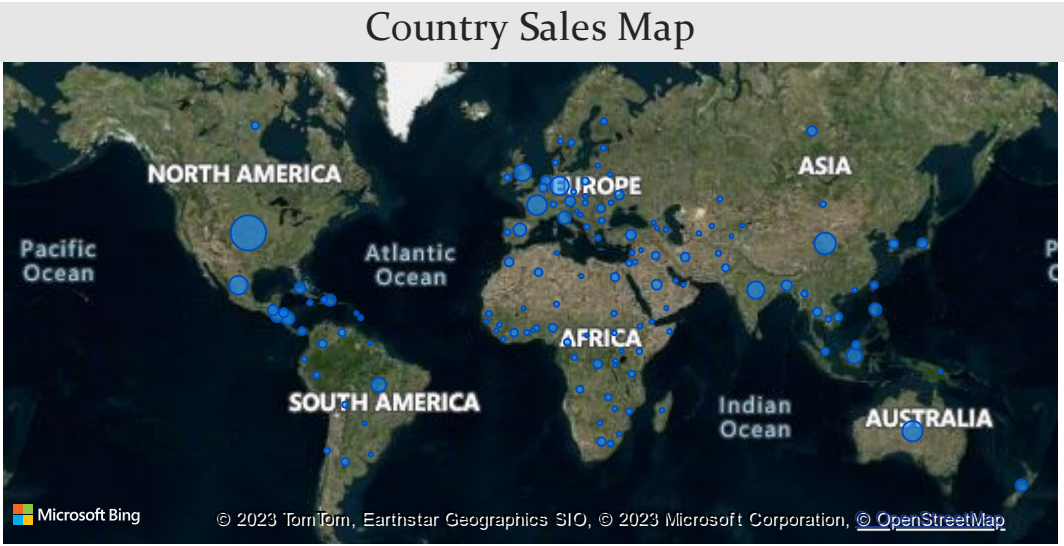 Country Sales Map
NORTH AMERICA
ASIA
EUROPE
Pacific
Ocean
Atlantic
Ocean
P
O
AFRICA
SOUTH AMERICA
Indian
Ocean
AUSTRALIA
Microsoft Bing
© 2023 TomTom, Earthstar Geographics SIO, © 2023 Microsoft Corporation, © OpenStreetMap